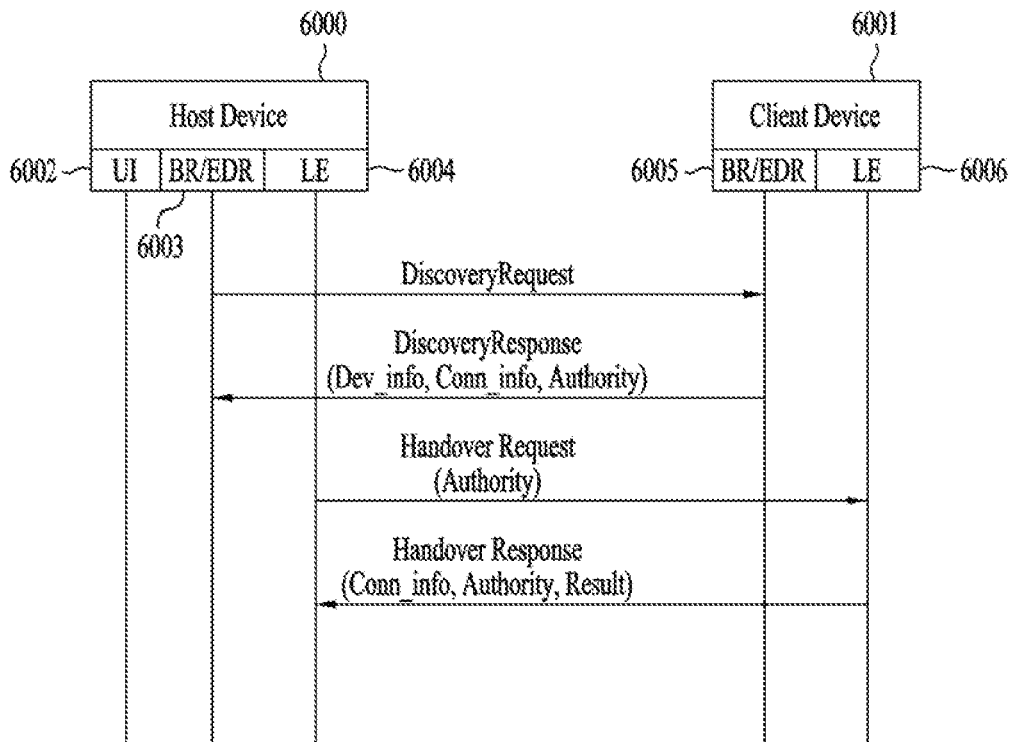 6000
6001
Host Device
Client Device
6002
UI
BR/EDR
LE
6004
6005
BR/EDR
LE
6006
6003
DiscoveryRequest
DiscoveryResponse
(Dev_info, Conn_info, Authority)
Handover Request
(Authority)
Handover Response
(Conn_info, Authority, Result)